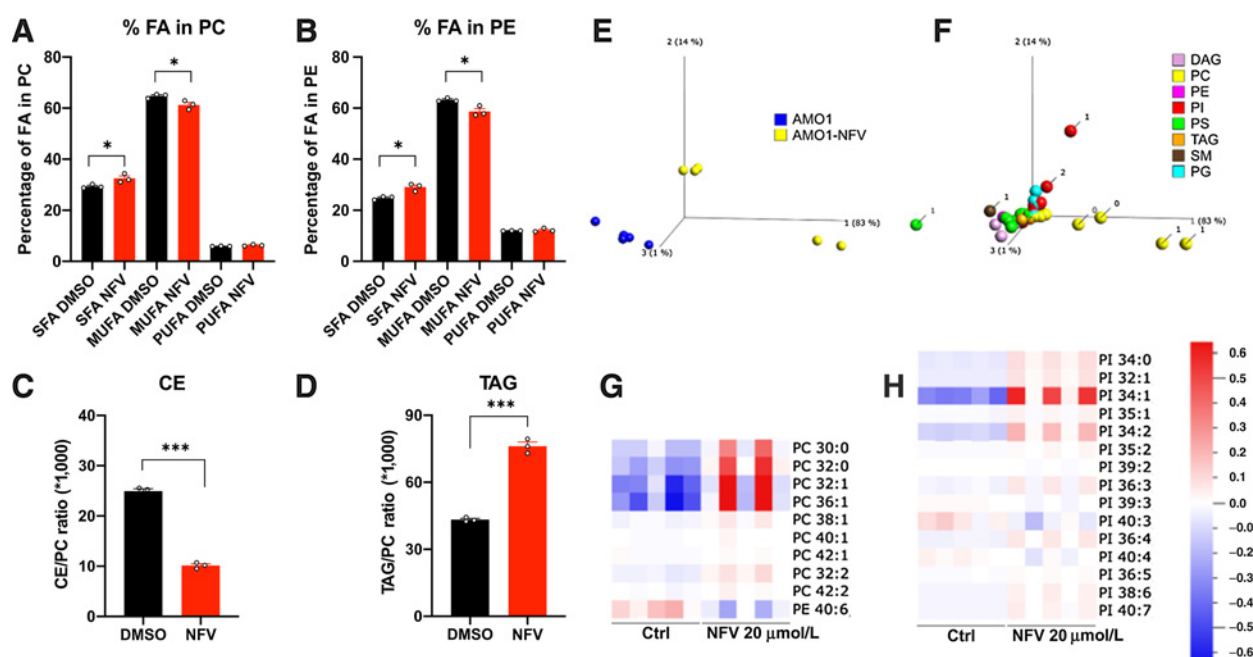 A
% FA in PC
Percentage of FA in PC
80
60
40
20
0
*
*
SFA DMSO
SFA NFV
MUFA DMSO
MUFA NFV
PUFA DMSO
PUFA NFV
B
% FA in PE
Percentage of FA in PE
80
60
40
20
0
*
*
SFA DMSO
SFA NFV
MUFA DMSO
MUFA NFV
PUFA DMSO
PUFA NFV
E
2 (14 %)
AMO1
AMO1-NFV
1 (83 %)
3 (1 %)
F
2 (14 %)
DAG
PC
PE
PI
PS
TAG
SM
PG
1
2
1
1
0
0
1
1
1 (83 %)
3 (1 %)
C
CE
CE/PC ratio (*1,000)
40
30
20
10
0
***
DMSO
NFV
D
TAG
TAG/PC ratio (*1,000)
90
60
30
0
***
DMSO
NFV
G
PC 30:0
PC 32:0
PC 32:1
PC 36:1
PC 38:1
PC 40:1
PC 42:1
PC 32:2
PC 42:2
PE 40:6
Ctrl
NFV 20 μmol/L
H
PI 34:0
PI 32:1
PI 34:1
PI 35:1
PI 34:2
PI 35:2
PI 39:2
PI 36:3
PI 39:3
PI 40:3
PI 36:4
PI 40:4
PI 36:5
PI 38:6
PI 40:7
Ctrl
NFV 20 μmol/L
0.6
0.5
0.4
0.3
0.2
0.1
0.0
−0.1
−0.2
−0.3
−0.4
−0.5
−0.6